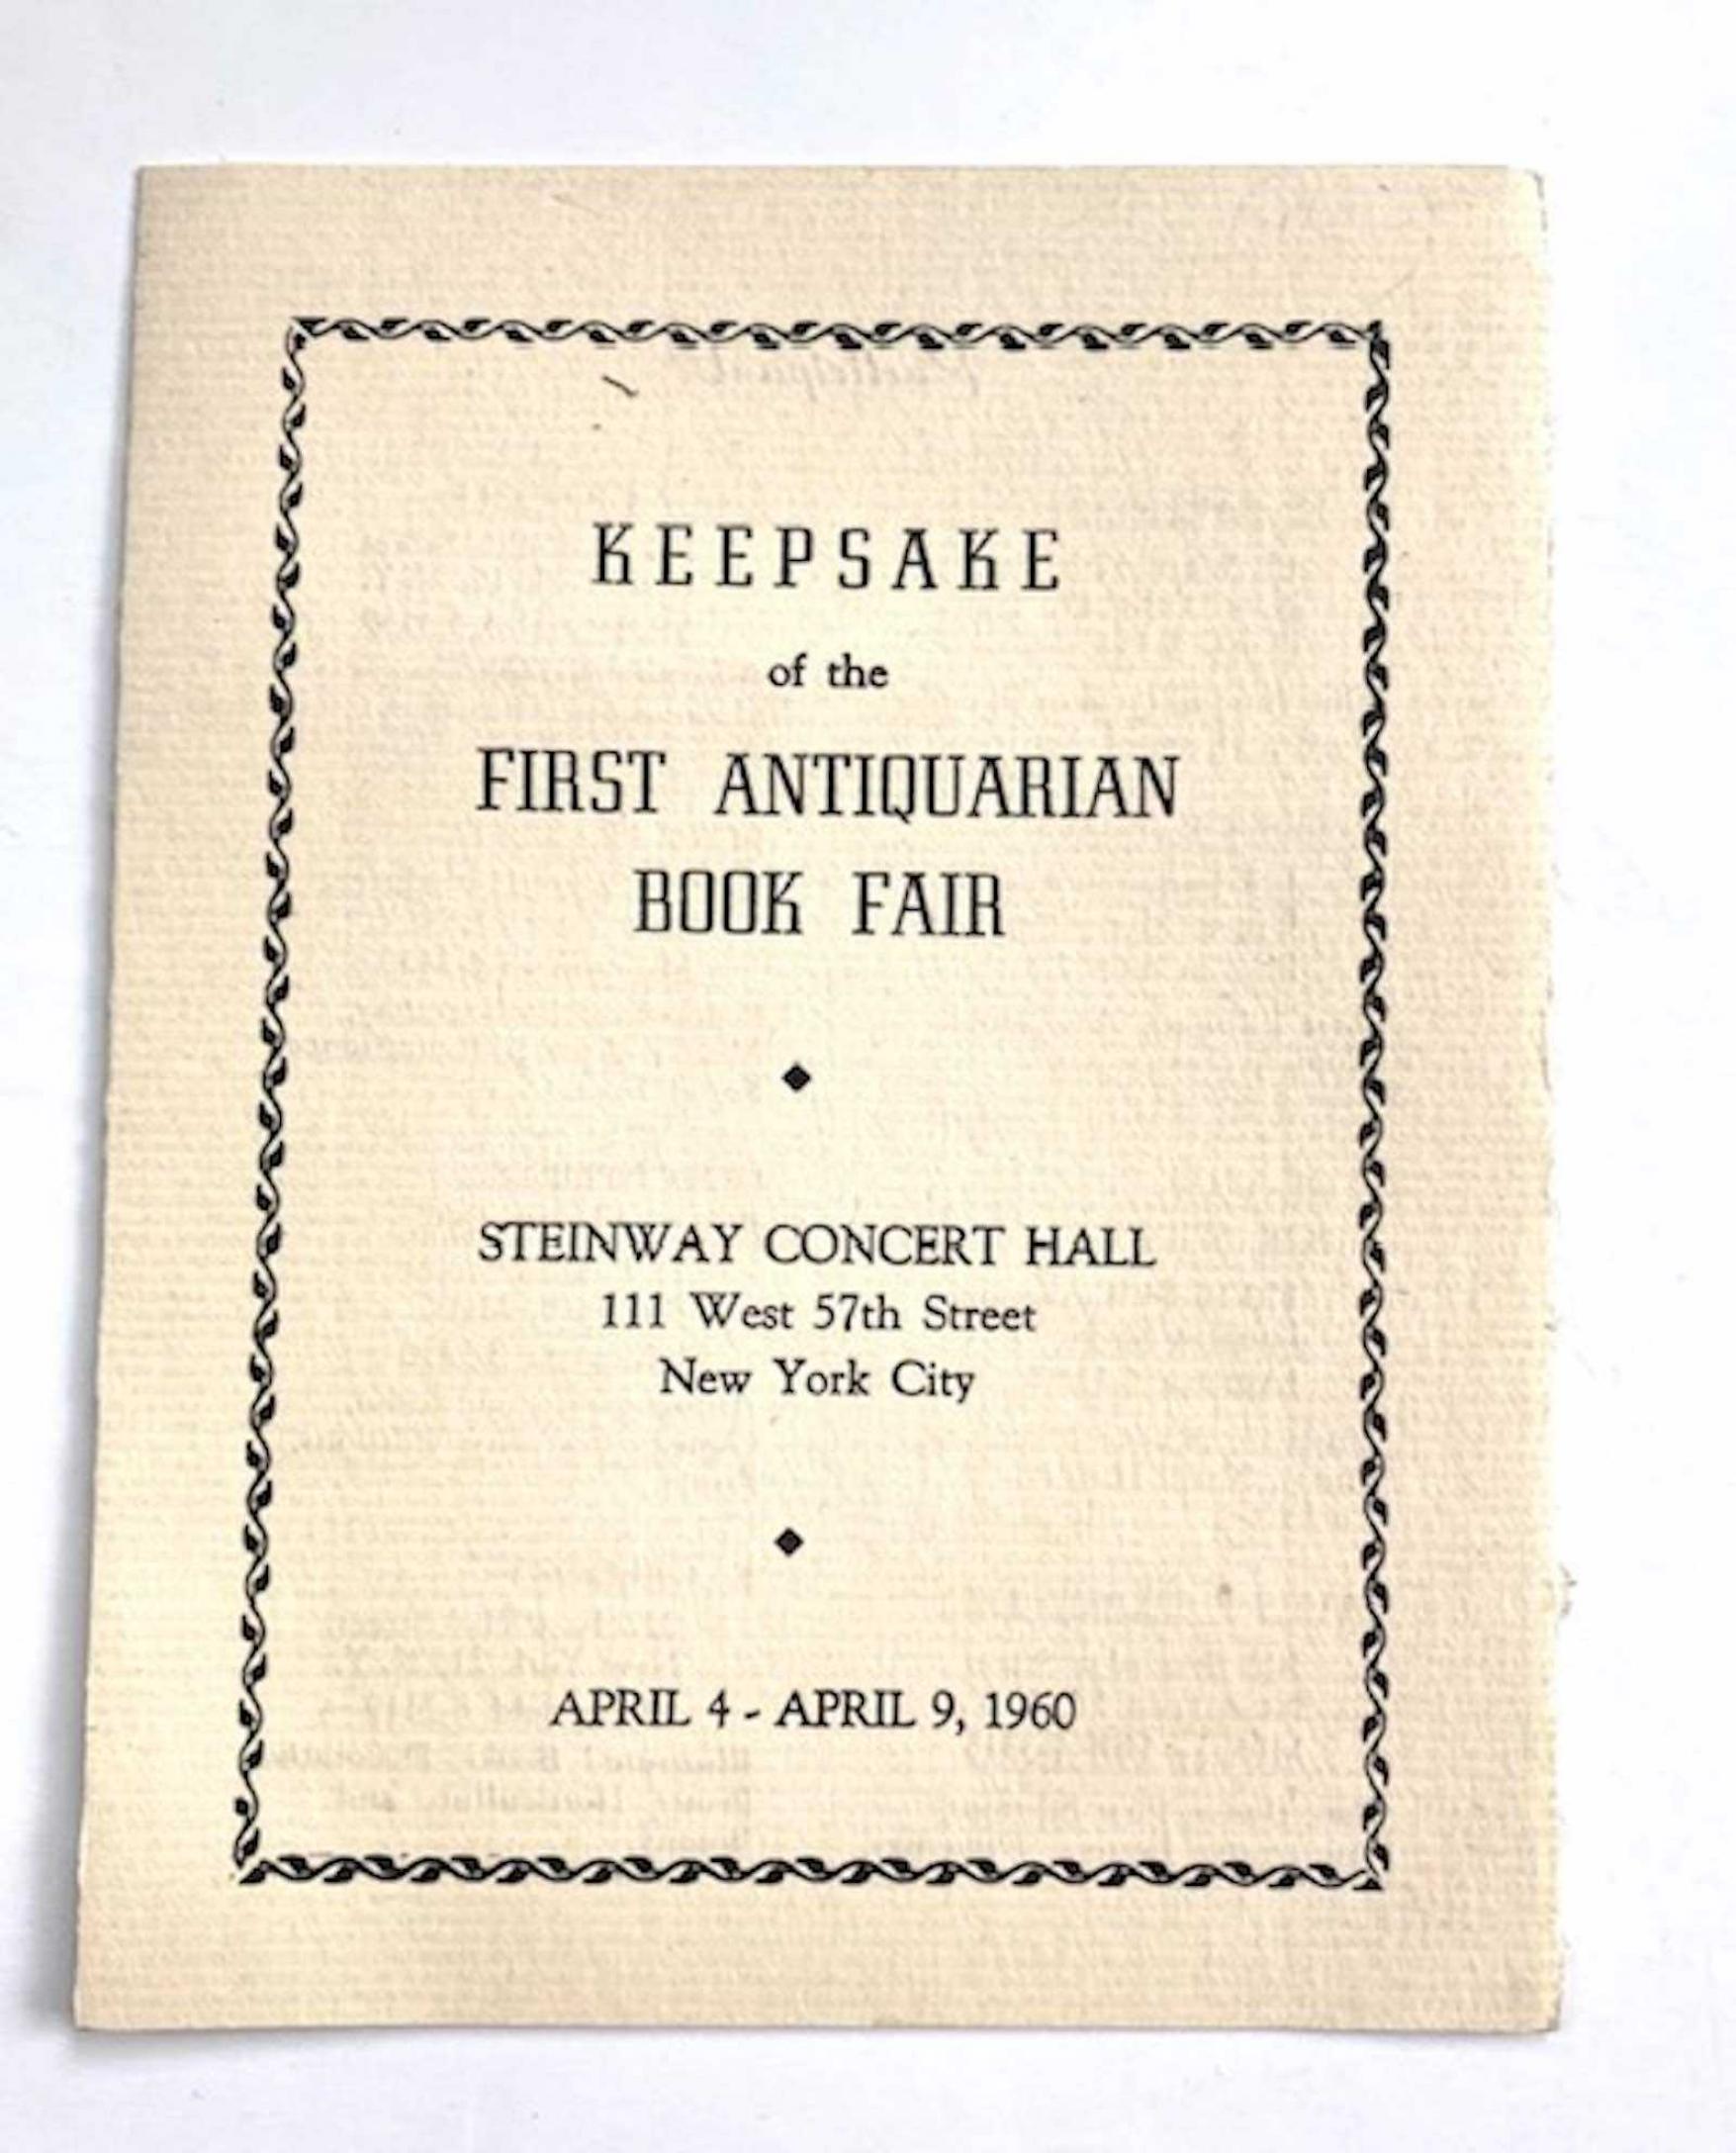 KEEPSAKE
of the
FIRST ANTIQUARIAN
BOOK FAIR
STEINWAY CONCERT HALL
111 West 57th Street
New York City
APRIL 4 - APRIL 9, 1960